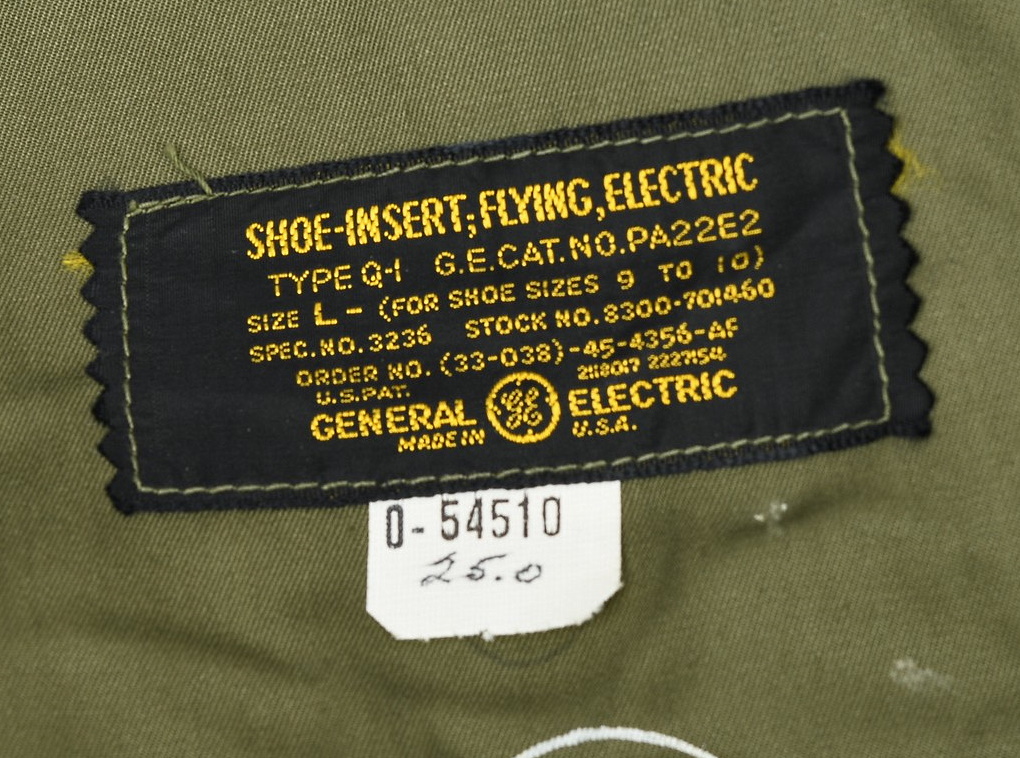 SHOE-INSERT; FLYING, ELECTRIC
TYPE Q-1 G.E. CAT. NO. PA22E2
SIZE L- (FOR SHOE SIZES 9 TO 10)
SPEC. NO. 3236 STOCK NO. 8300-701460
ORDER NO. (33-038)-45-4356-AF
U.S. PAT. 2118017 2227154
GENERAL GE ELECTRIC
MADE IN U.S.A.
0-54510
25.0